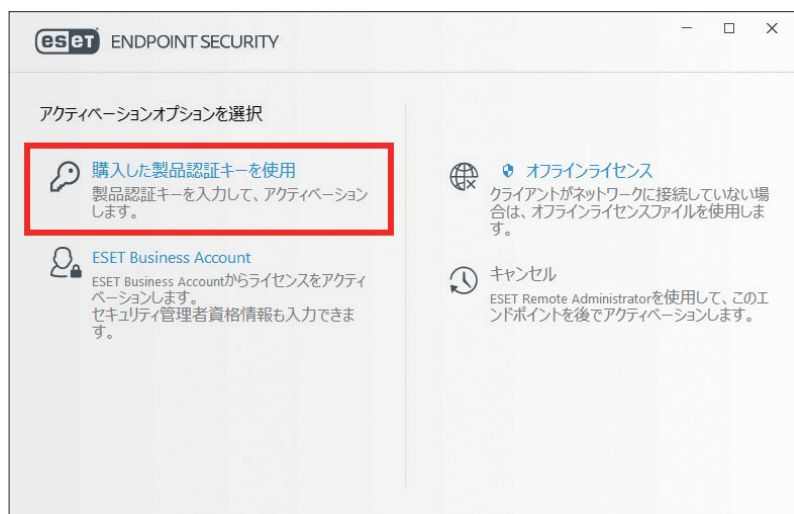 eset ENDPOINT SECURITY
アクティベーションオプションを選択
購入した製品認証キーを使用
製品認証キーを入力して、アクティベーション
します。
ESET Business Account
ESET Business Accountからライセンスをアクティ
ベーションします。
セキュリティ管理者資格情報も入力できま
す。
オフラインライセンス
クライアントがネットワークに接続していない場
合は、オフラインライセンスファイルを使用しま
す。
キャンセル
ESET Remote Administratorを使用して、このエ
ンドポイントを後でアクティベーションします。